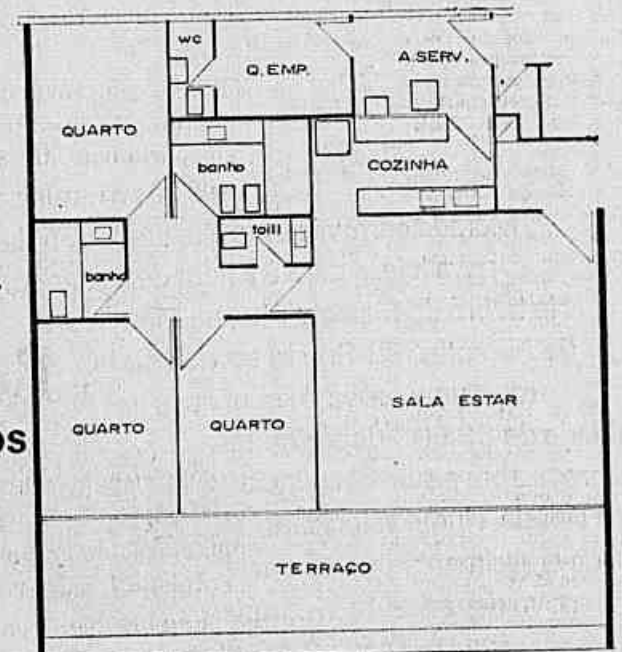 wc
Q.EMP.
A.SERV.
QUARTO
banho
COZINHA
toill
banho
SALA ESTAR
QUARTO
QUARTO
OS
TERRAÇO